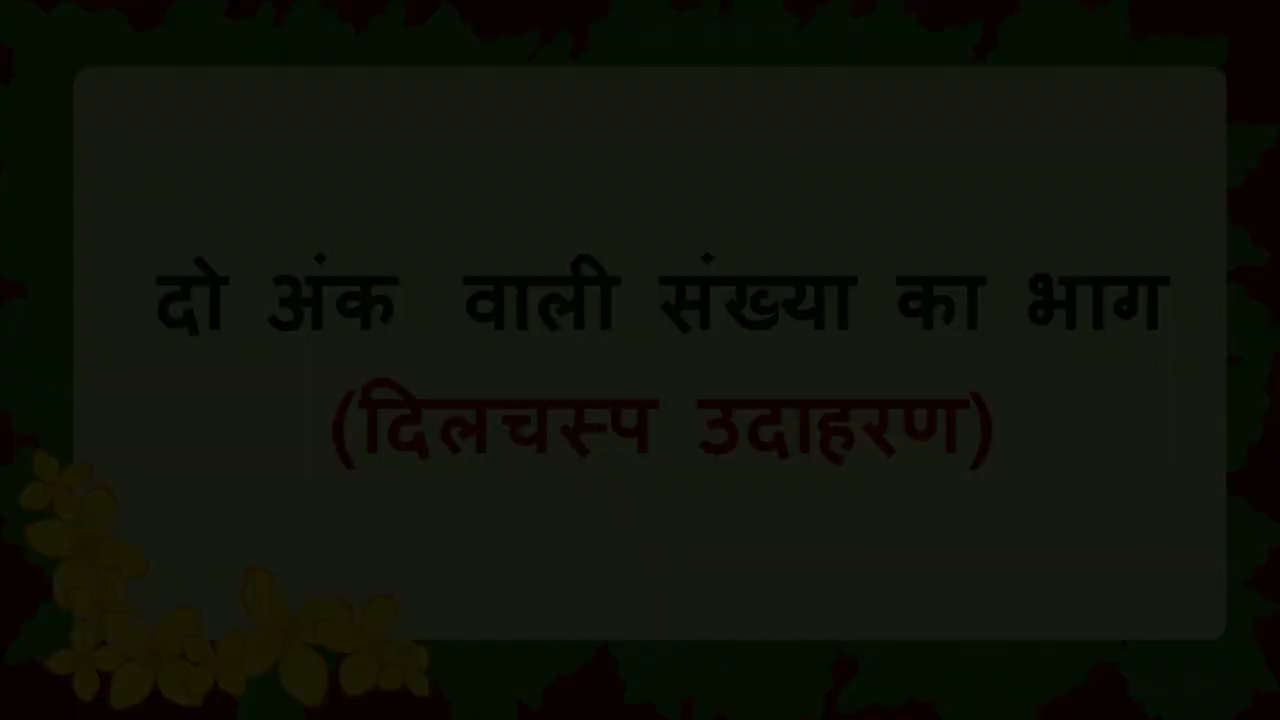 दो अंक वाली संख्या का भाग
(दिलचस्प उदाहरण)